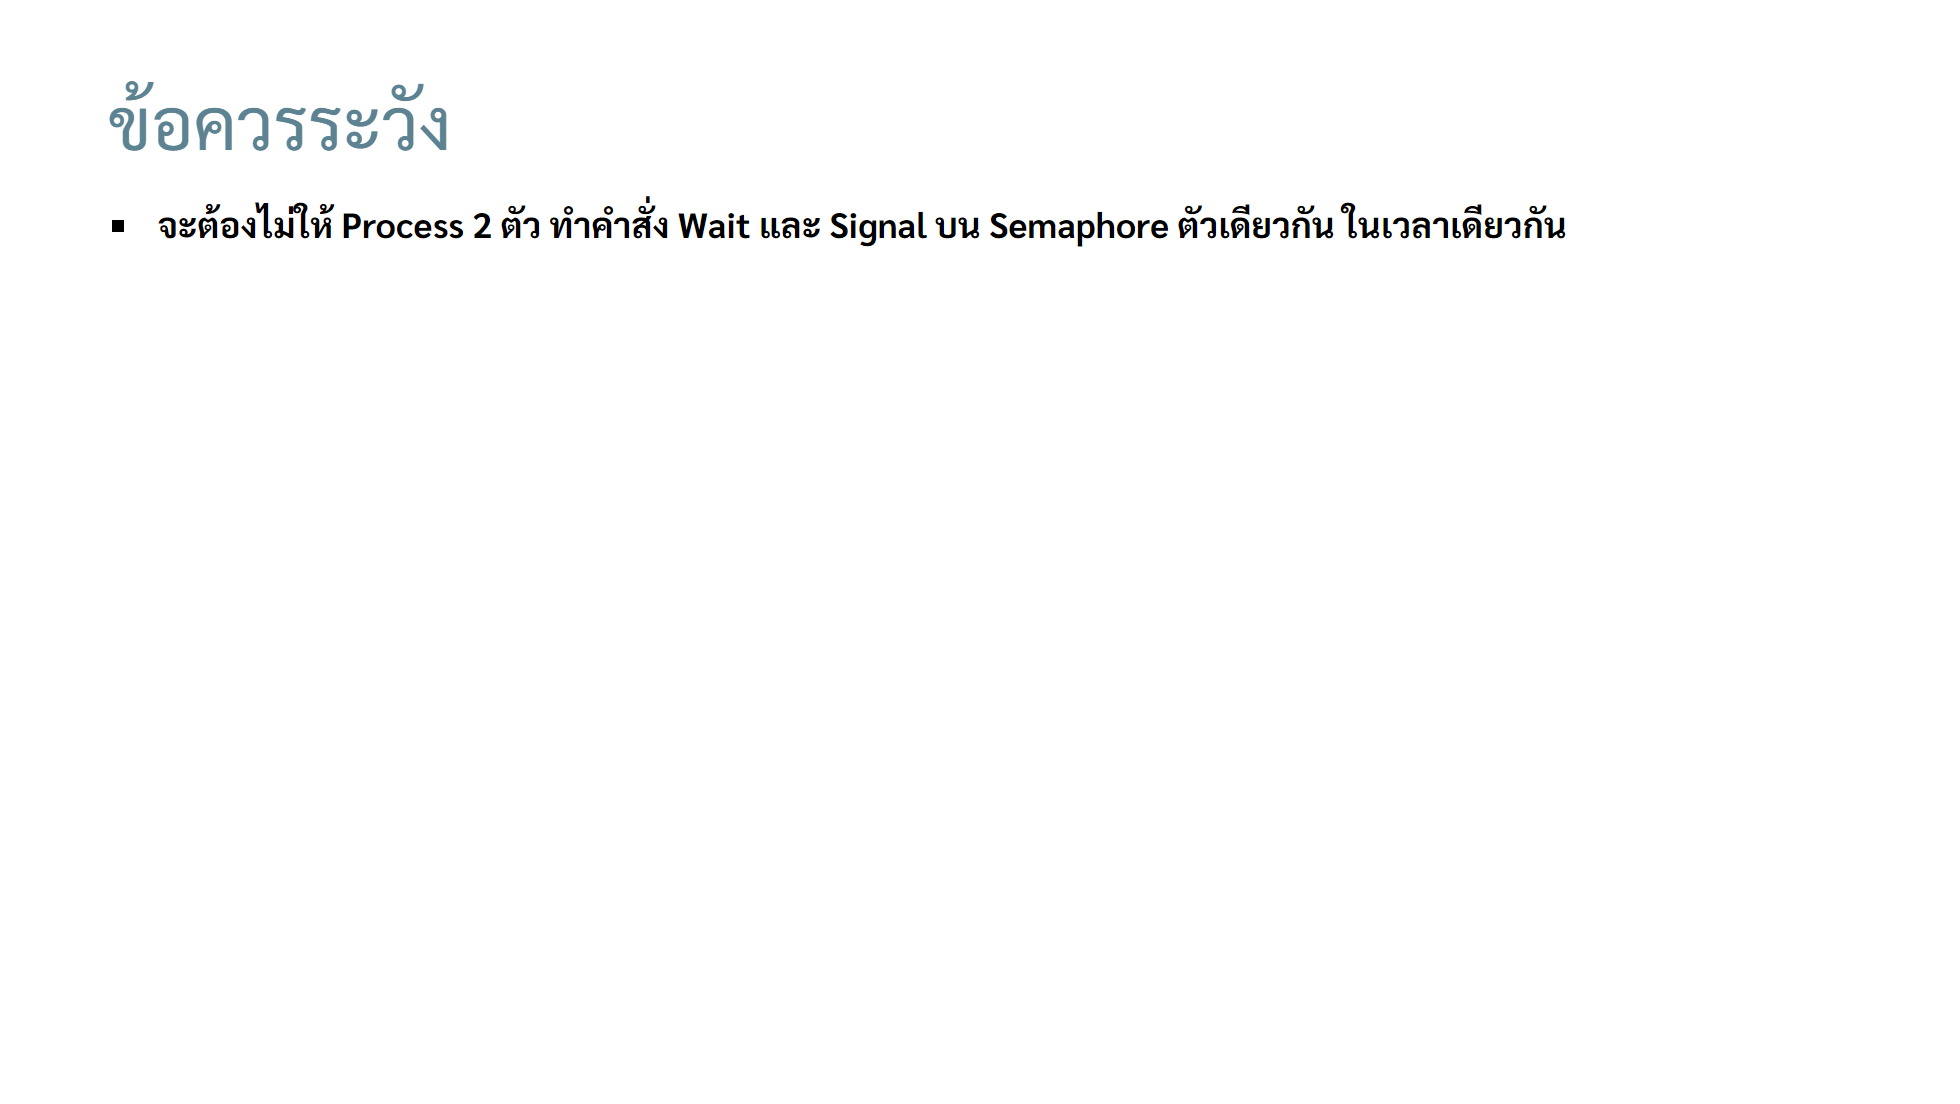 ข้อควรระวัง
▪ จะต้องไม่ให้ Process 2 ตัว ทำคำสั่ง Wait และ Signal บน Semaphore ตัวเดียวกัน ในเวลาเดียวกัน